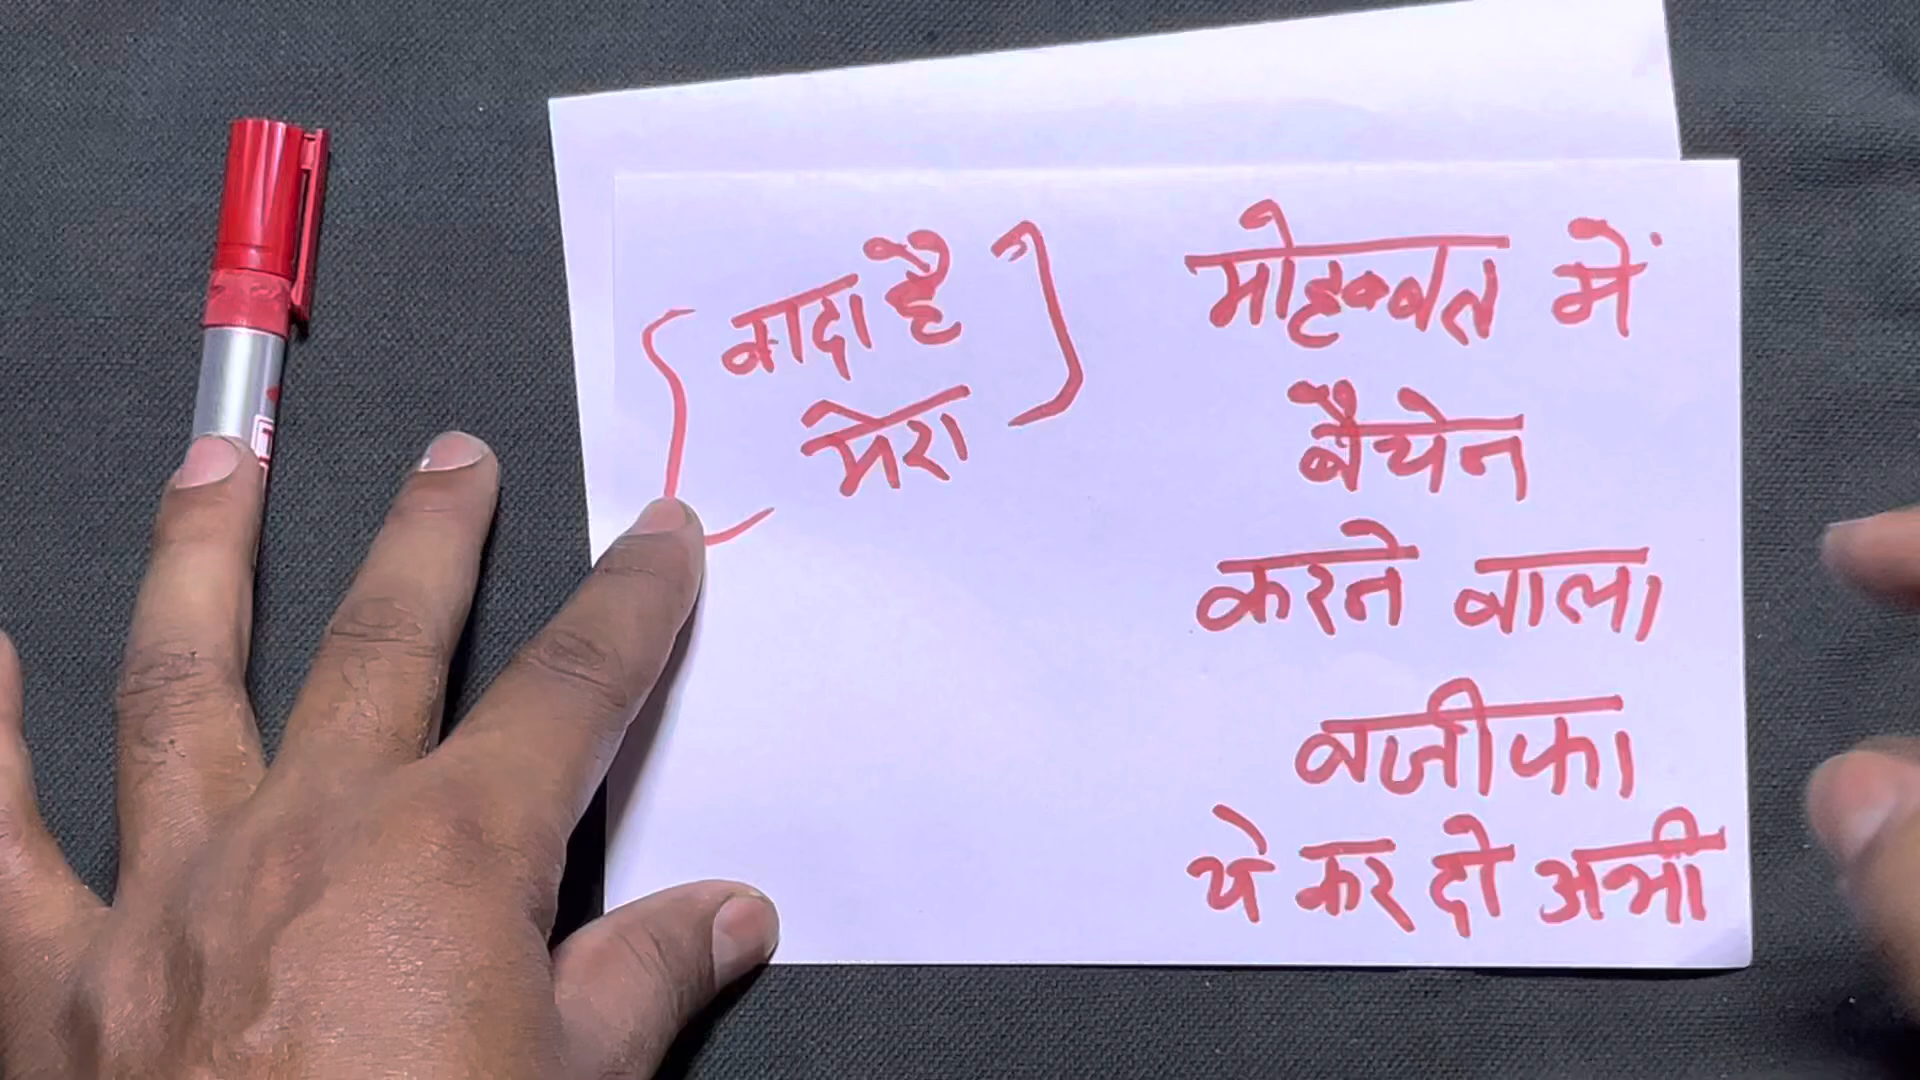 वादा है
मेरा
मोहब्बत में
बैचेन
करने वाला
वजीफा
ये कर दो अभी